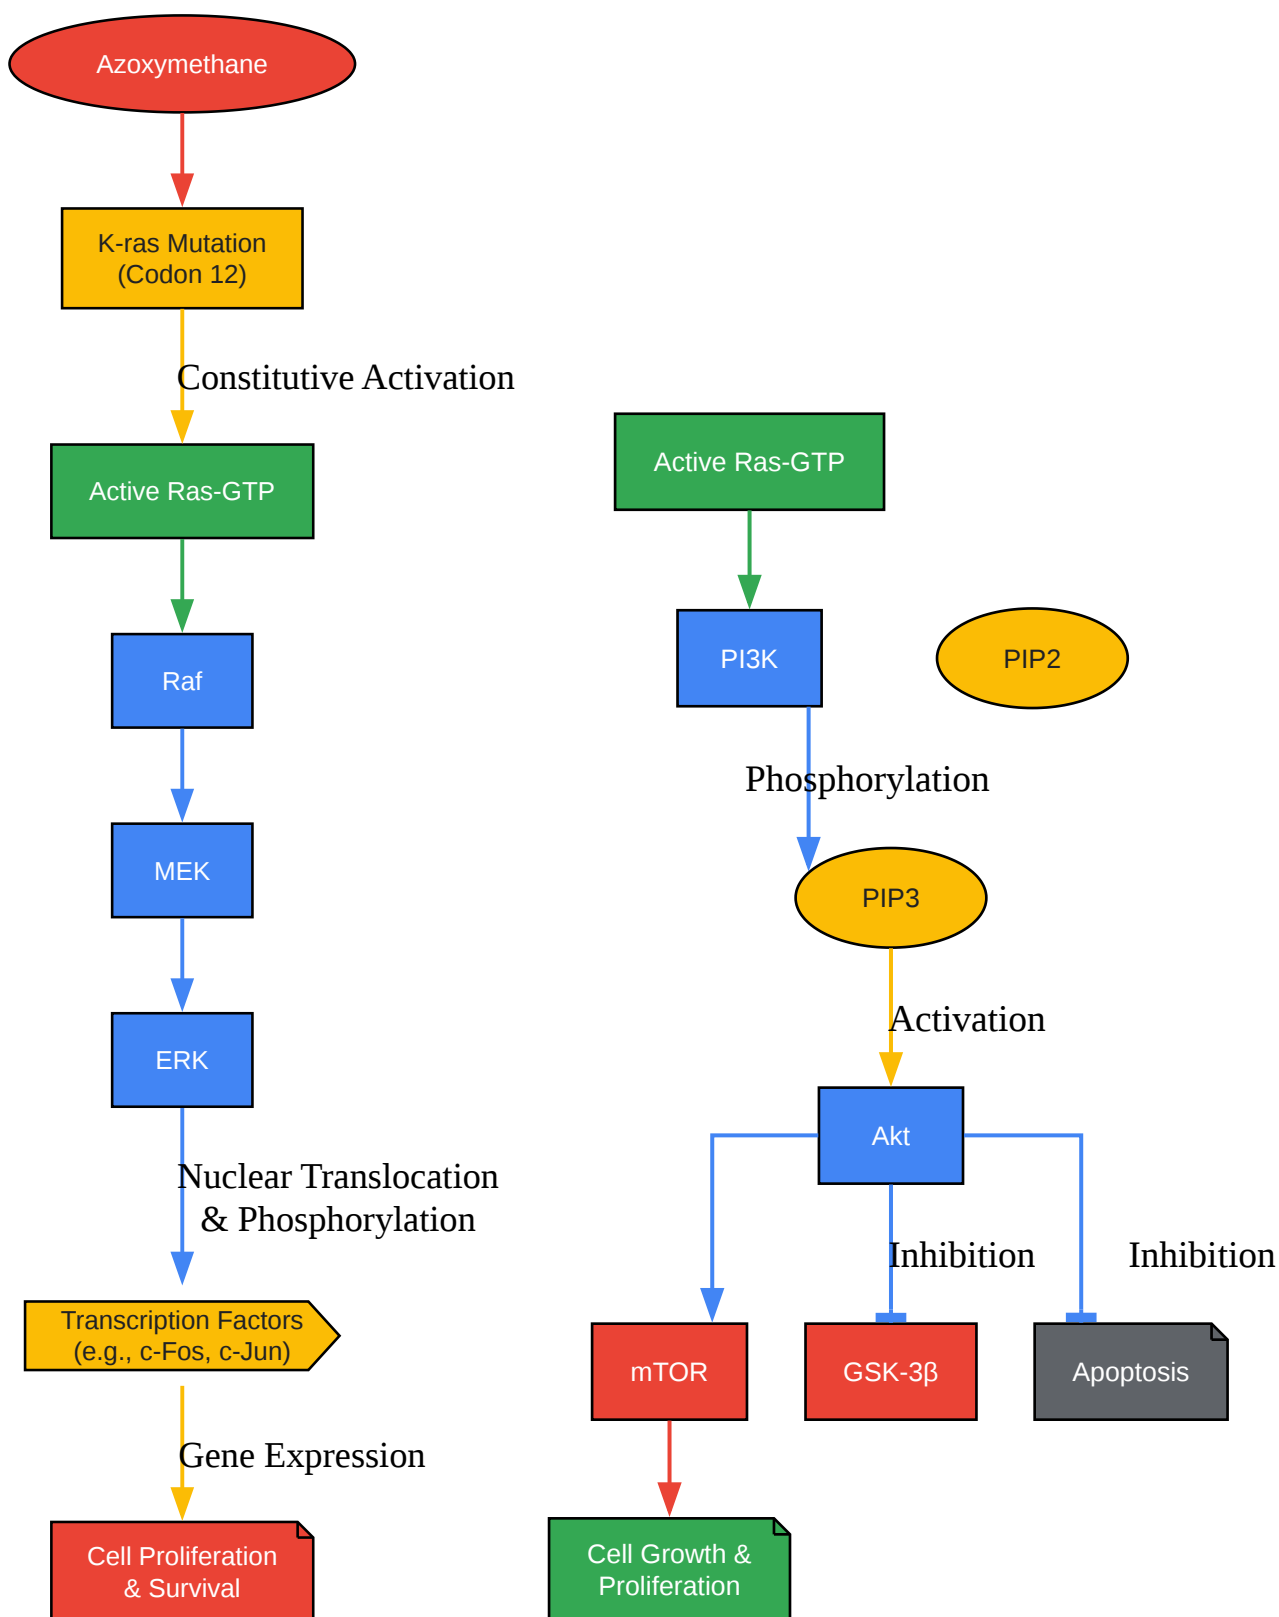 Azoxymethane
K-ras Mutation
(Codon 12)
Constitutive Activation
Active Ras-GTP
Raf
MEK
ERK
Nuclear Translocation
& Phosphorylation
Transcription Factors
(e.g., c-Fos, c-Jun)
Gene Expression
Cell Proliferation
& Survival
Active Ras-GTP
PI3K
PIP2
Phosphorylation
PIP3
Activation
Akt
Inhibition
Inhibition
mTOR
GSK-3β
Apoptosis
Cell Growth &
Proliferation